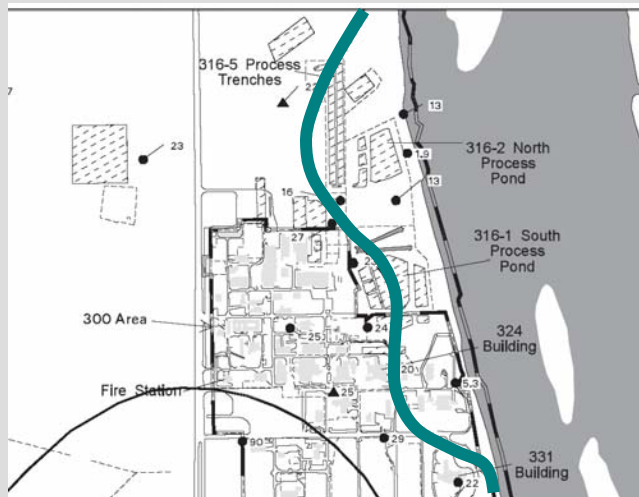 316-5 Process
Trenches
22
13
7
23
1.9
316-2 North
Process
Pond
16
13
27
316-1 South
Process
Pond
300 Area
25
24
324
Building
20
Fire Station
25
5.3
90
29
331
Building
22